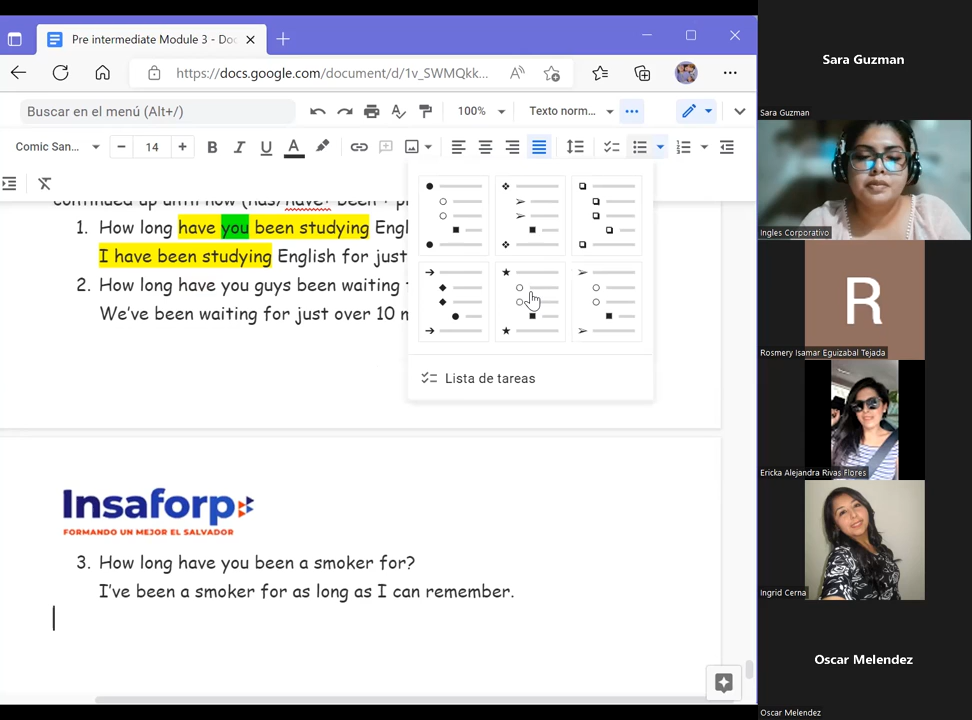 Pre intermediate Module 3 - Doc
https://docs.google.com/document/d/1v_SWMQkk...
Buscar en el menú (Alt+/)
100%
Texto norm...
Comic San...
14
B I U A
continued up until now (has/have+ been +
1. How long have you been studying Engl
I have been studying English for just
2. How long have you guys been waiting
We've been waiting for just over 10 m
Lista de tareas
Insaforp
FORMANDO UN MEJOR EL SALVADOR
3. How long have you been a smoker for?
I've been a smoker for as long as I can remember.
Sara Guzman
Sara Guzman
Ingles Corporativo
R
Rosmery Isamar Eguizabal Tejada
Ericka Alejandra Rivas Flores
Ingrid Cerna
Oscar Melendez
Oscar Melendez